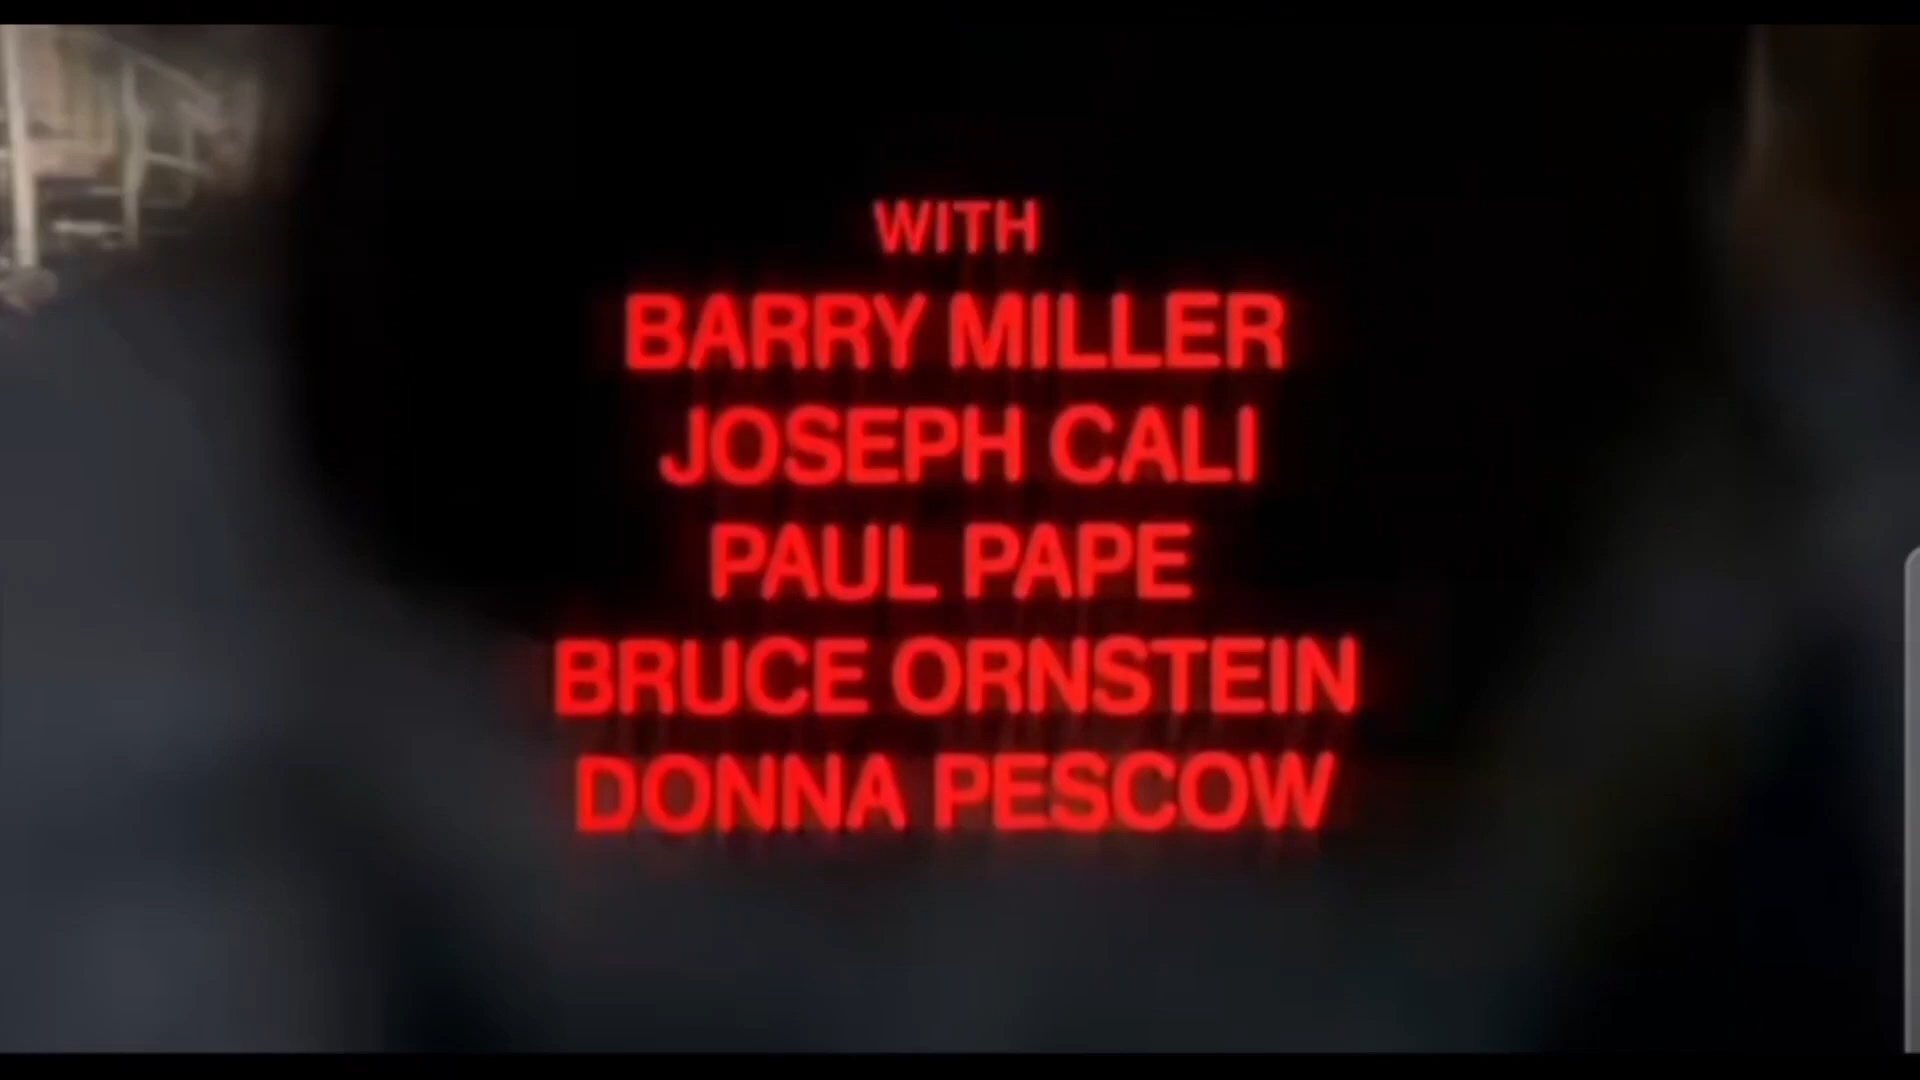 WITH
BARRY MILLER
JOSEPH CALI
PAUL PAPE
BRUCE ORNSTEIN
DONNA PESCOW